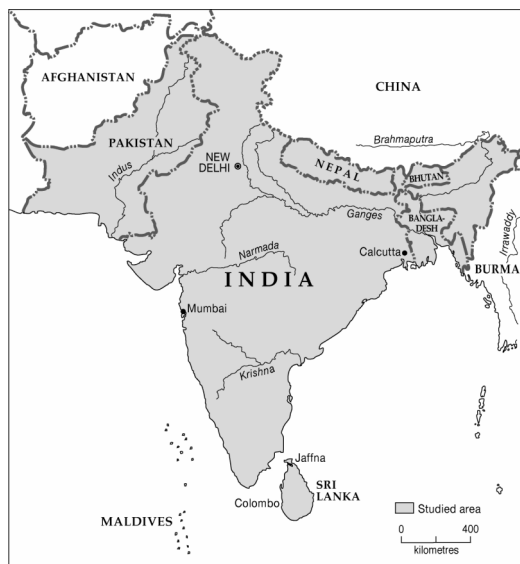 AFGHANISTAN
CHINA
PAKISTAN
Indus
NEW
DELHI
NEPAL
Brahmaputra
BHUTAN
Ganges
BANGLA-
DESH
Irrawaddy
Narmada
Calcutta
INDIA
BURMA
Mumbai
Krishna
Jaffna
SRI
LANKA
Colombo
MALDIVES
Studied area
0 400
kilometres